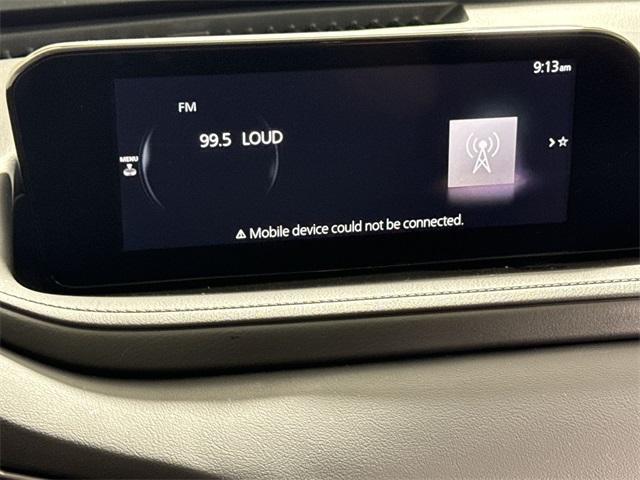 9:13am
FM
99.5 LOUD
MENU
Mobile device could not be connected.